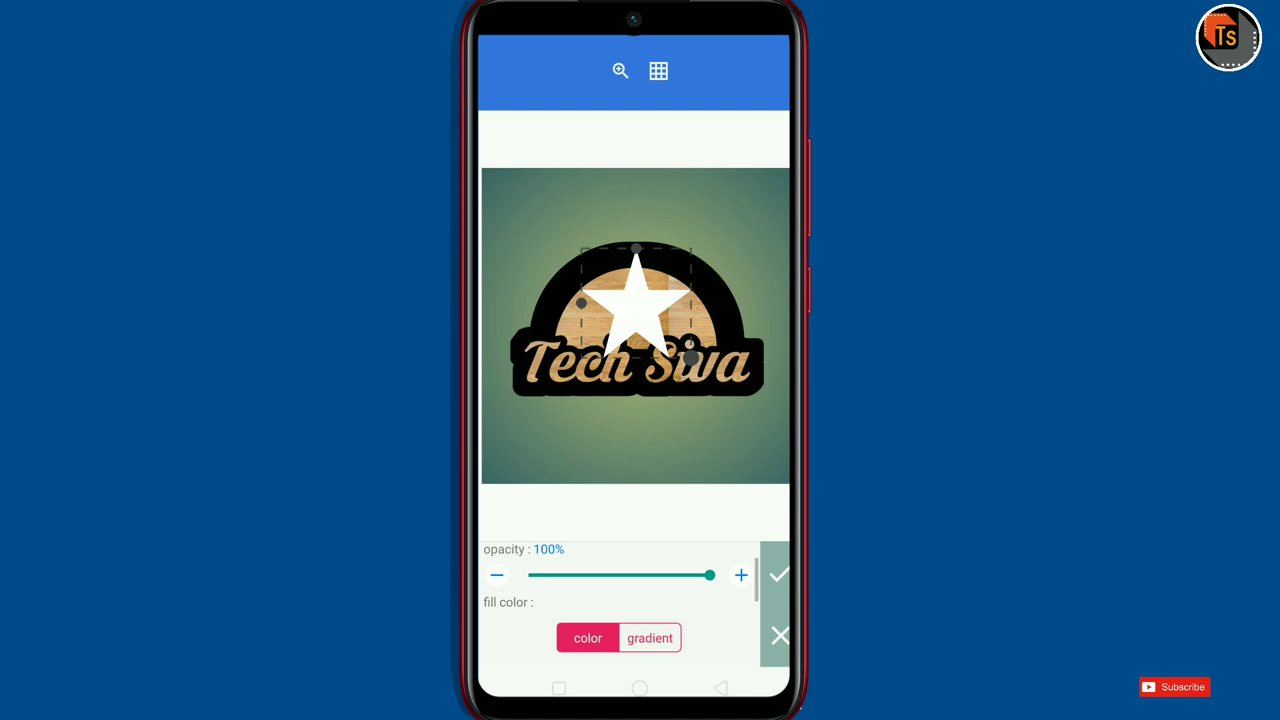 Ts
Tech Siva
opacity : 100%
fill color :
color gradient
Subscribe